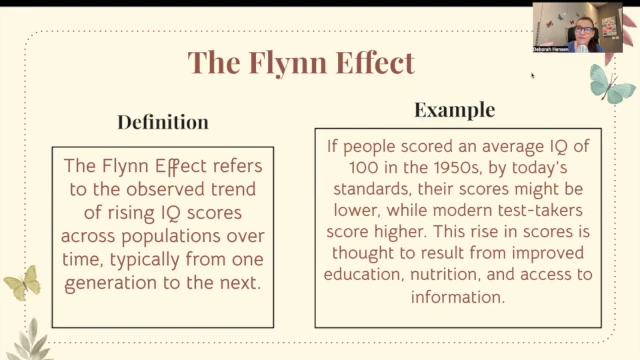 The Flynn Effect
Deborah Hansen
Definition
The Flynn Effect refers
to the observed trend
of rising IQ scores
across populations over
time, typically from one
generation to the next.
Example
If people scored an average IQ of
100 in the 1950s, by today's
standards, their scores might be
lower, while modern test-takers
score higher. This rise in scores is
thought to result from improved
education, nutrition, and access to
information.